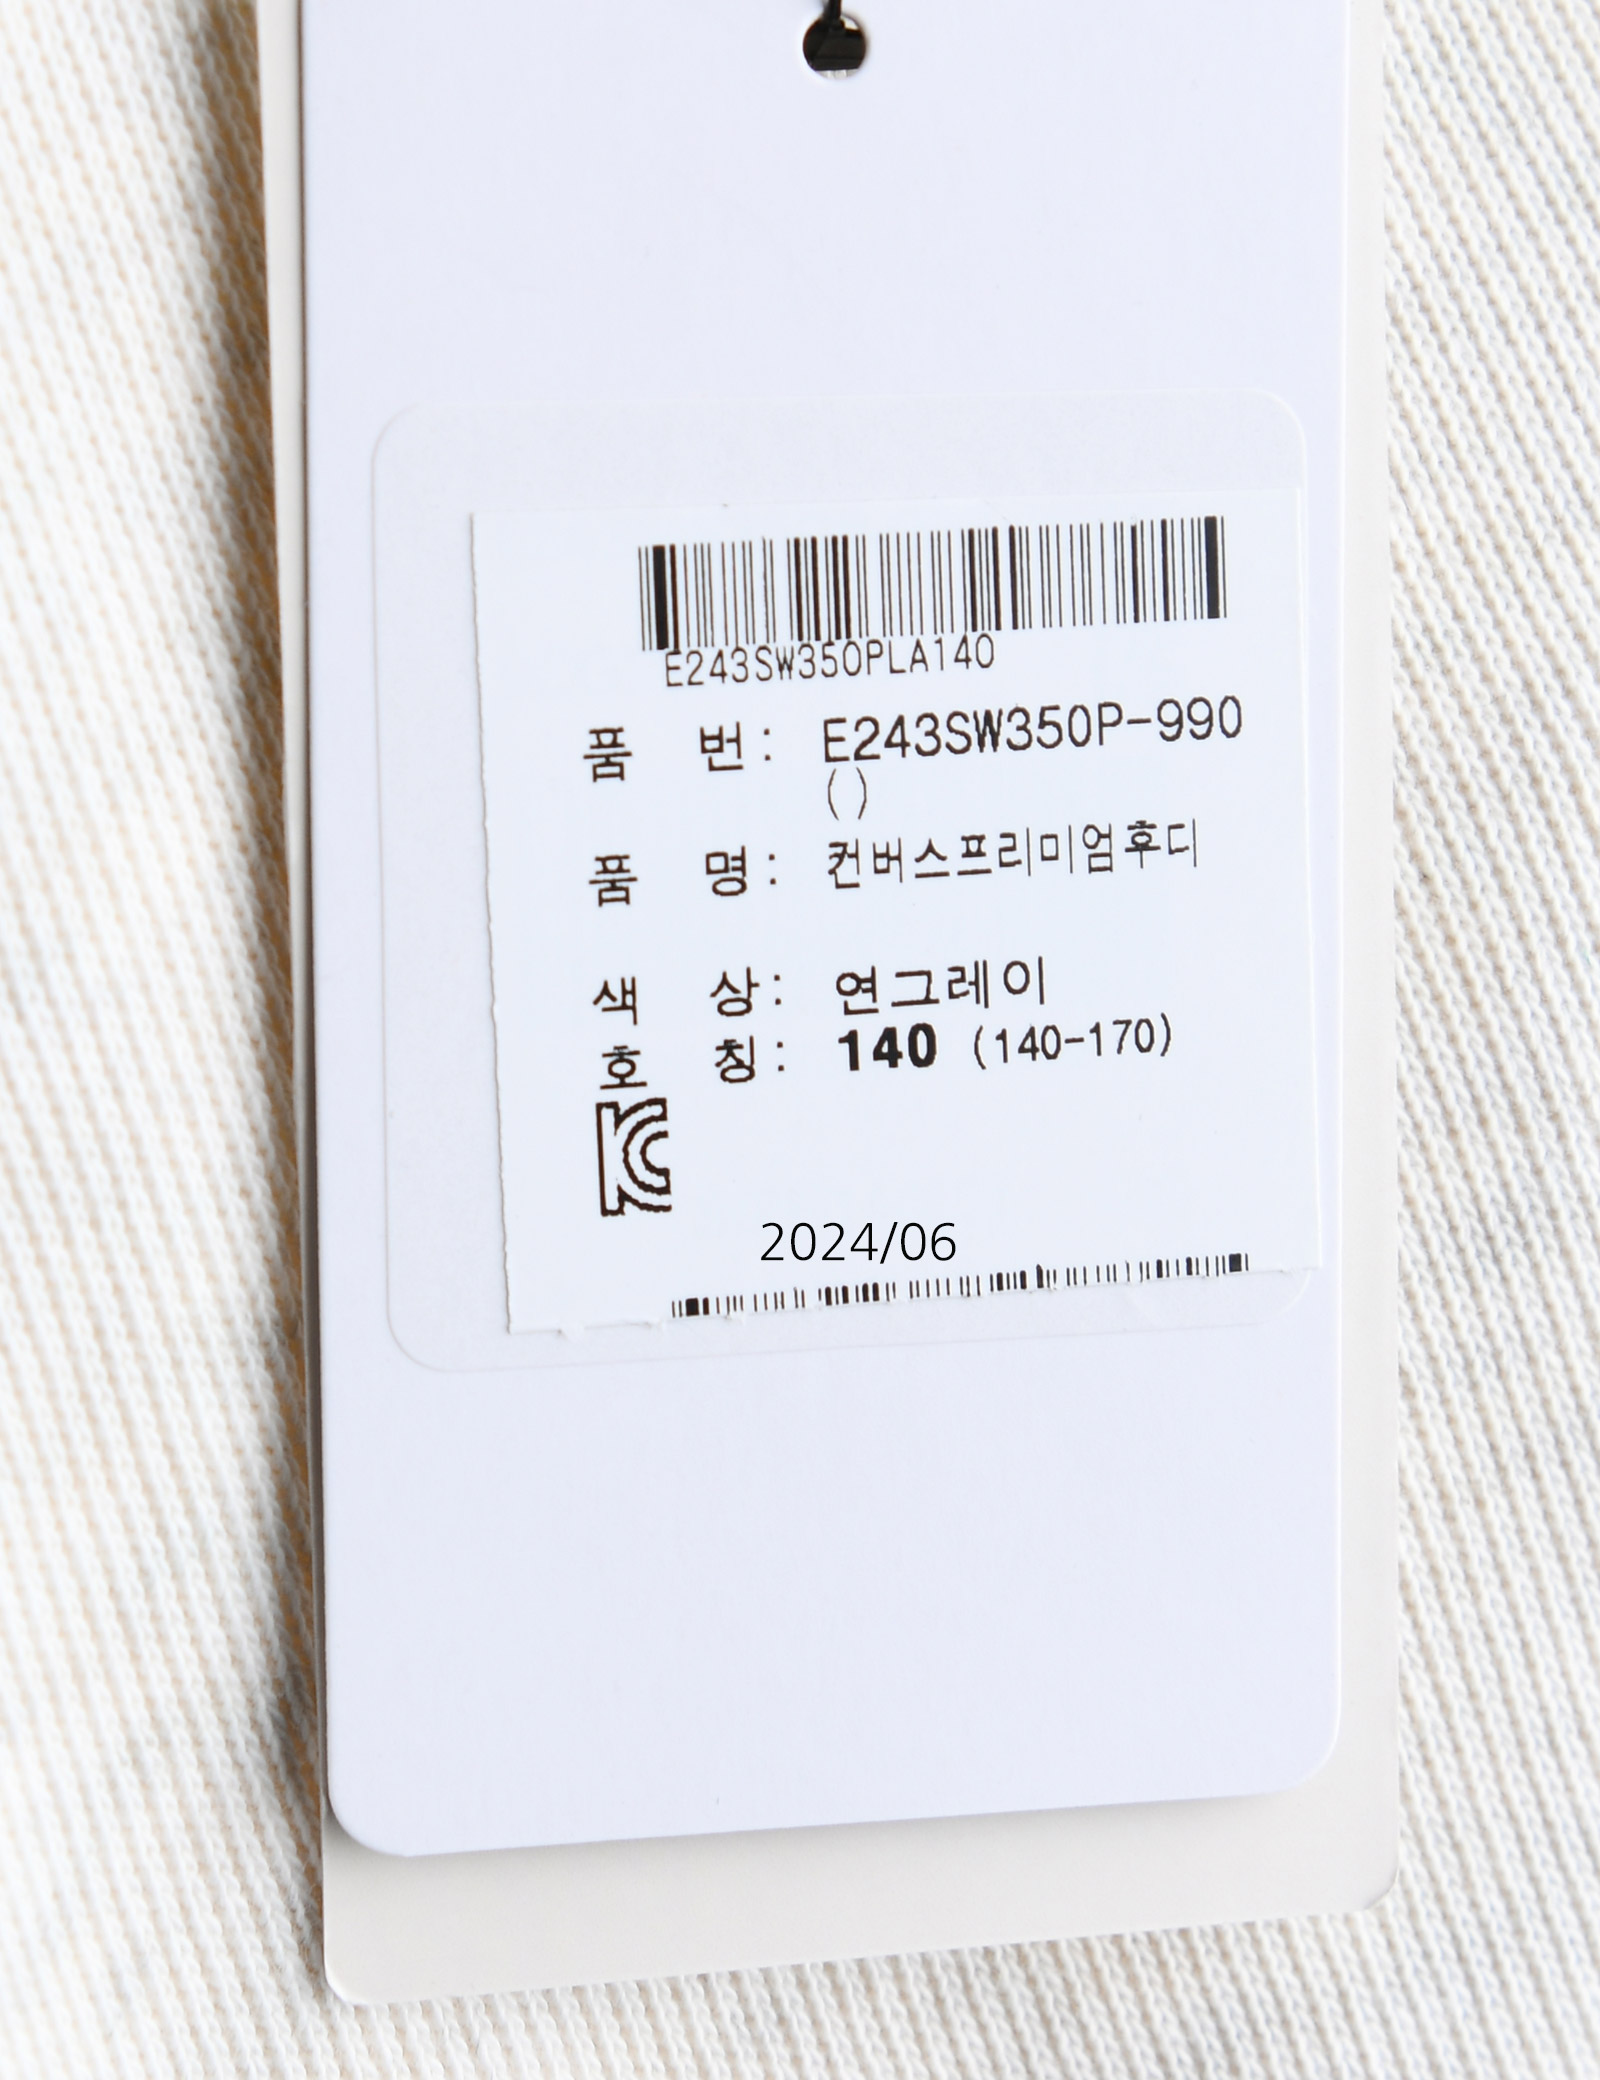 E243SW350PLA140
품 번: E243SW350P-990
()
품 명: 컨버스프리미엄후디
색 상: 연그레이
호 칭: 140 (140-170)
KC
2024/06